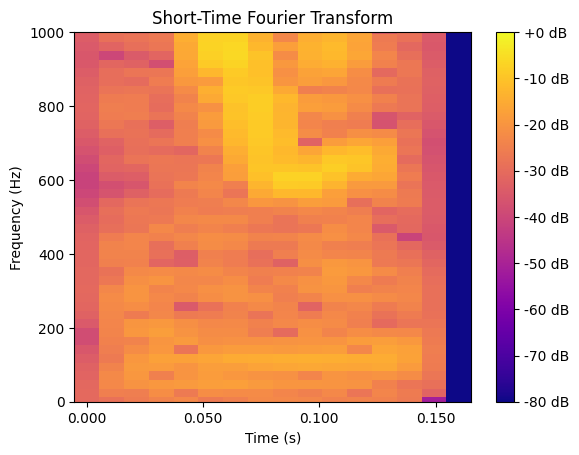 Short-Time Fourier Transform
1000
800
600
400
200
0
Frequency (Hz)
0.000
0.050
0.100
0.150
Time (s)
+0 dB
-10 dB
-20 dB
-30 dB
-40 dB
-50 dB
-60 dB
-70 dB
-80 dB